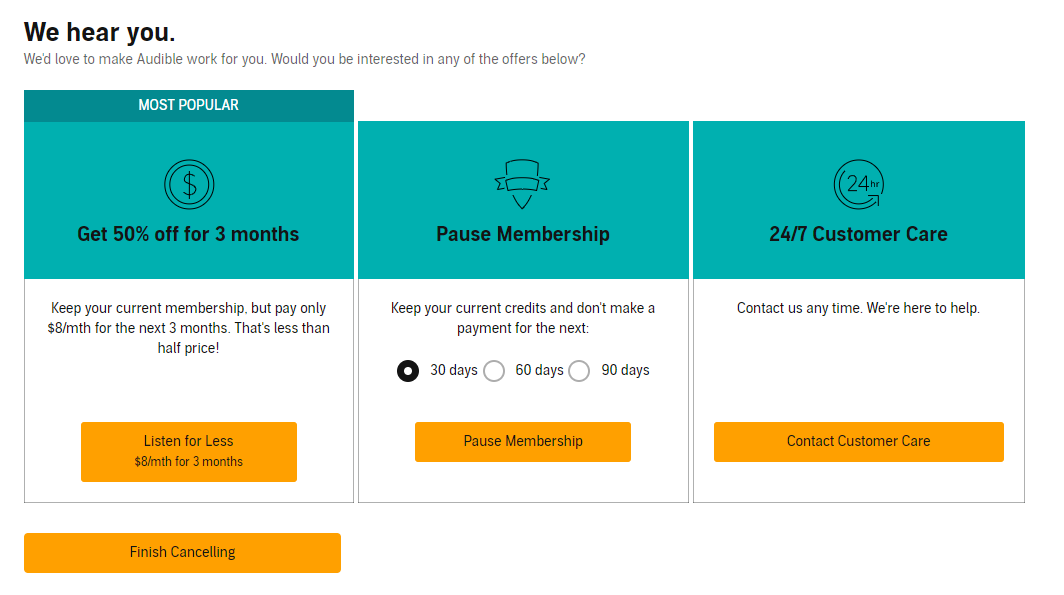 We hear you.
We'd love to make Audible work for you. Would you be interested in any of the offers below?
MOST POPULAR
$
Get 50% off for 3 months
Keep your current membership, but pay only
$8/mth for the next 3 months. That's less than
half price!
Listen for Less
$8/mth for 3 months
Pause Membership
Keep your current credits and don't make a
payment for the next:
30 days 60 days 90 days
Pause Membership
24hr
24/7 Customer Care
Contact us any time. We're here to help.
Contact Customer Care
Finish Cancelling